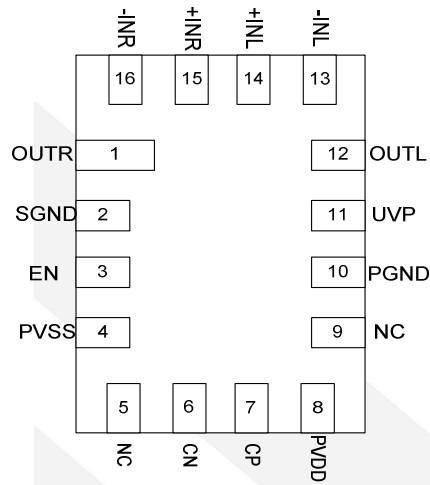 -INR +INR +INL -INL
16 15 14 13
OUTR 1 12 OUTL
SGND 2 11 UVP
EN 3 10 PGND
PVSS 4 9 NC
5 6 7 8
NC CN CP PVDD